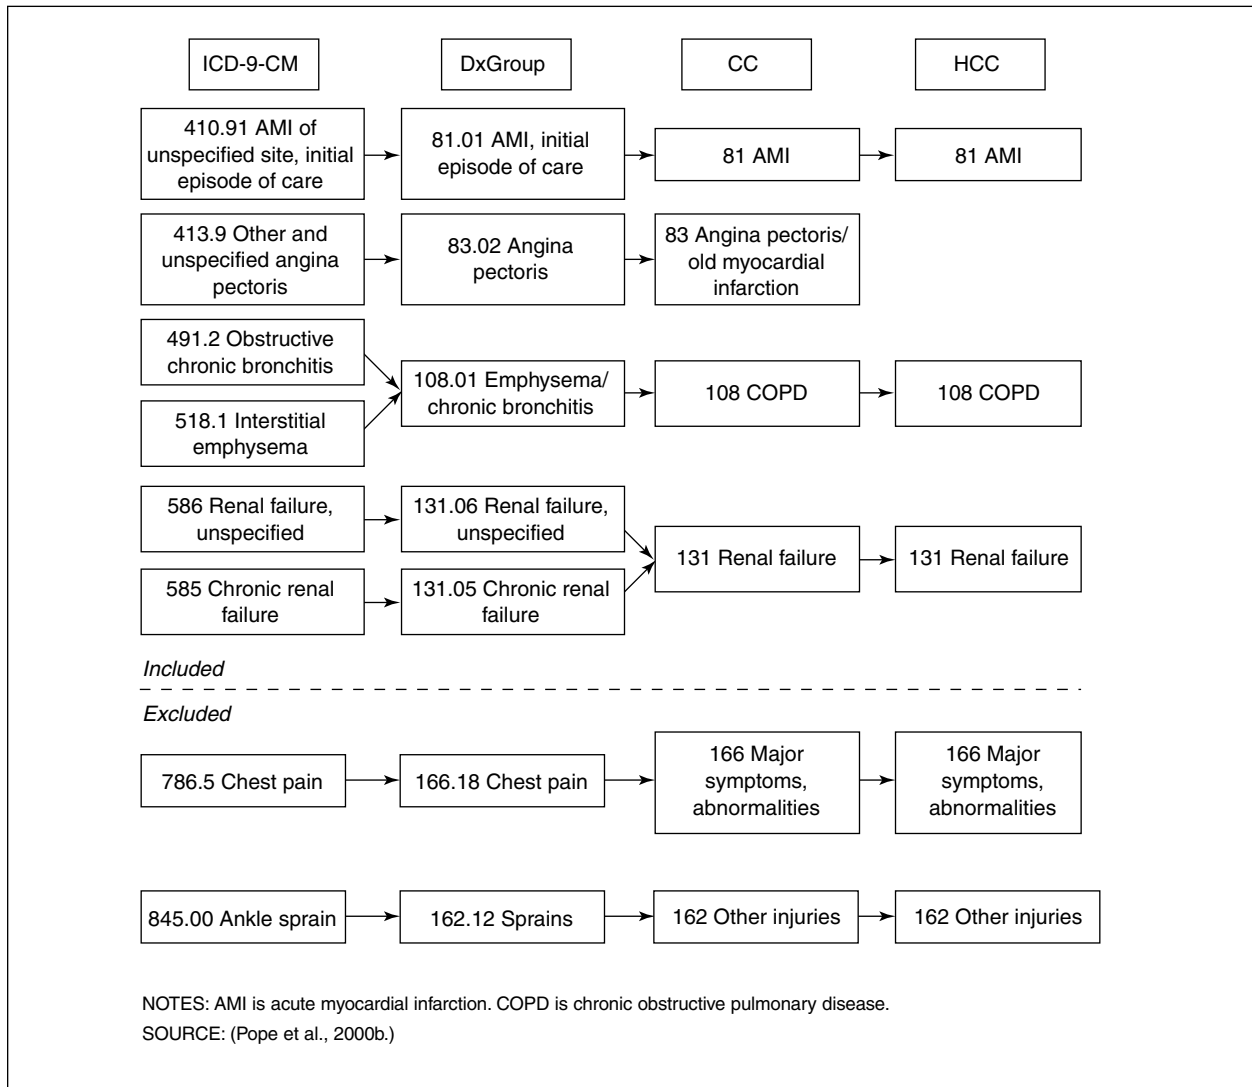 ICD-9-CM
DxGroup
CC
HCC
410.91 AMI of
unspecified site, initial
episode of care
81.01 AMI, initial
episode of care
81 AMI
81 AMI
413.9 Other and
unspecified angina
pectoris
83.02 Angina
pectoris
83 Angina pectoris/
old myocardial
infarction
491.2 Obstructive
chronic bronchitis
518.1 Interstitial
emphysema
108.01 Emphysema/
chronic bronchitis
108 COPD
108 COPD
586 Renal failure,
unspecified
131.06 Renal failure,
unspecified
585 Chronic renal
failure
131.05 Chronic renal
failure
131 Renal failure
131 Renal failure
Included
Excluded
786.5 Chest pain
166.18 Chest pain
166 Major
symptoms,
abnormalities
166 Major
symptoms,
abnormalities
845.00 Ankle sprain
162.12 Sprains
162 Other injuries
162 Other injuries
NOTES: AMI is acute myocardial infarction. COPD is chronic obstructive pulmonary disease.
SOURCE: (Pope et al., 2000b.)